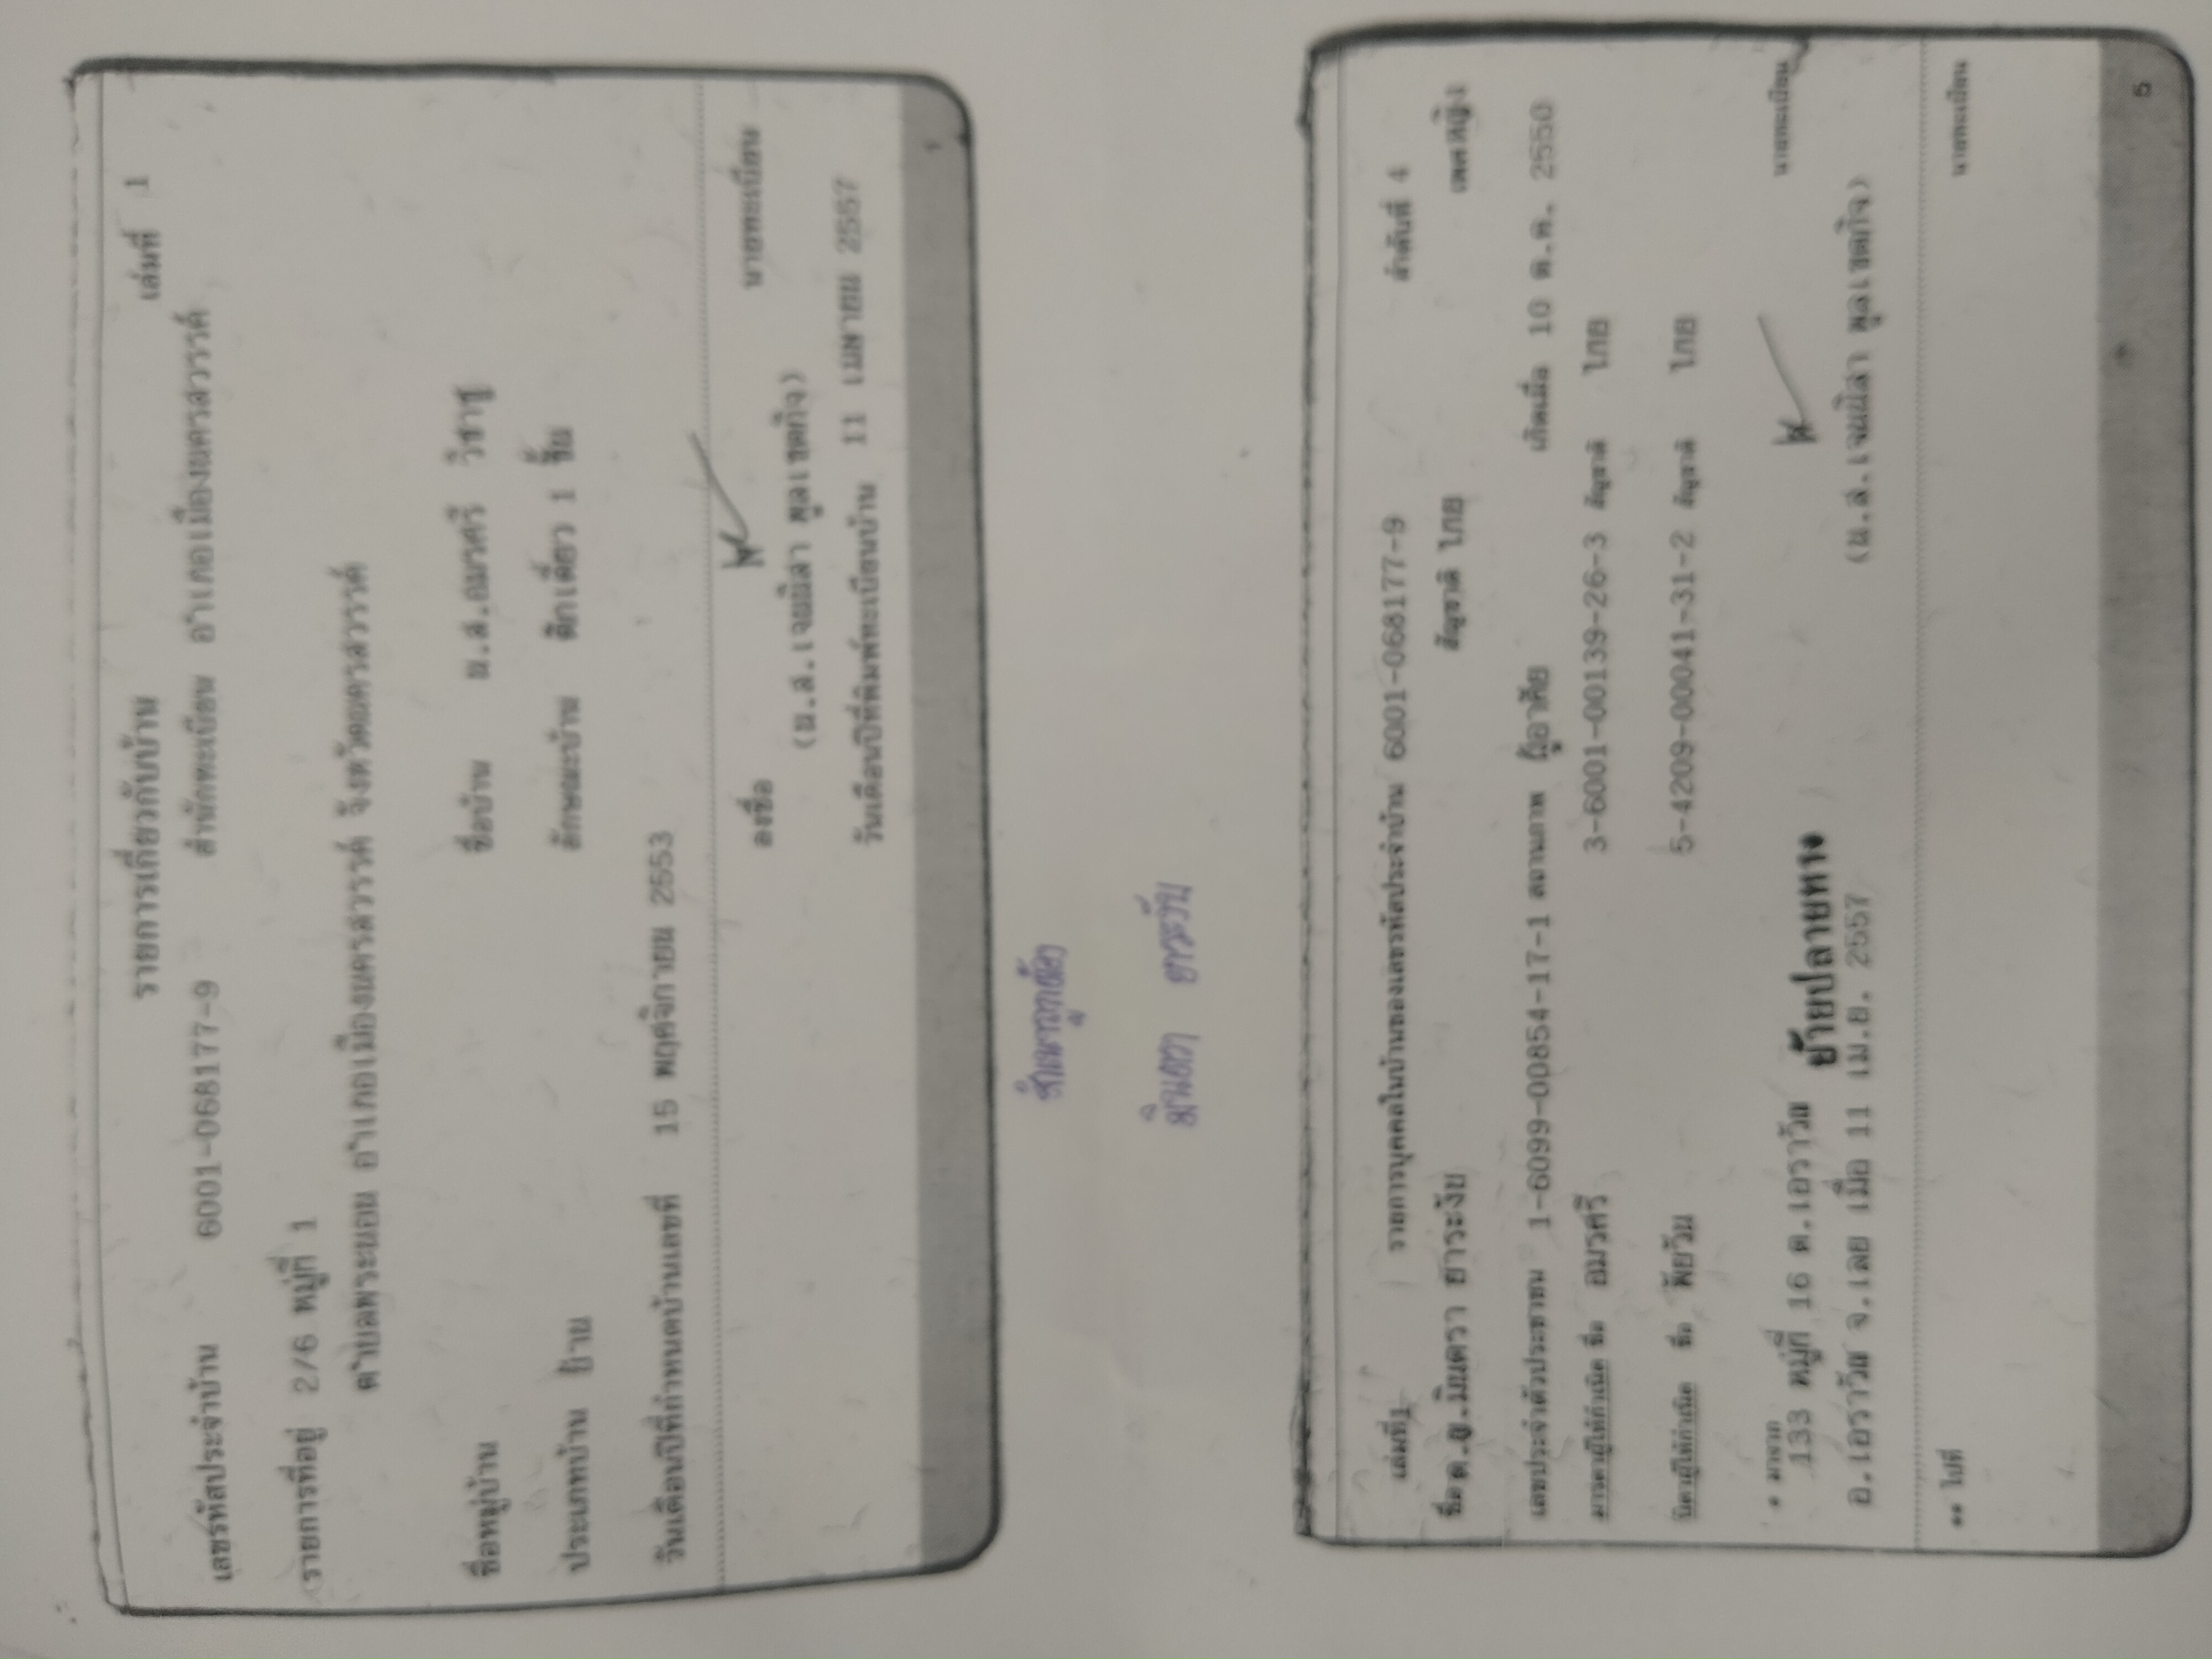 รายการเกี่ยวกับบ้าน เล่มที่ 1
เลขรหัสประจำบ้าน 6001-068177-9 สำนักทะเบียน อำเภอเมืองนครสวรรค์
รายการที่อยู่ 2/6 หมู่ที่ 1
ตำบลพระนอน อำเภอเมืองนครสวรรค์ จังหวัดนครสวรรค์
ชื่อหมู่บ้าน ชื่อบ้าน น.ส.อมรศรี วิชาชู
ประเภทบ้าน บ้าน ลักษณะบ้าน ตึกเดี่ยว 1 ชั้น
วันเดือนปีที่กำหนดบ้านเลขที่ 15 พฤศจิกายน 2553
ลงชื่อ นายทะเบียน
(น.ส.เจนนิสา พูลเขตกิจ)
วันเดือนปีที่พิมพ์ทะเบียนบ้าน 11 เมษายน 2557
1
สำเนาถูกต้อง
มินตรา ยาระงับ
เล่มที่ 1 รายการบุคคลในบ้านของเลขรหัสประจำบ้าน 6001-068177-9 ลำดับที่ 4
ชื่อ ด.ญ.มินตรา ยาระงับ สัญชาติ ไทย เพศ หญิง
เลขประจำตัวประชาชน 1-6099-00854-17-1 สถานภาพ ผู้อาศัย เกิดเมื่อ 10 ต.ค. 2550
มารดาผู้ให้กำเนิด ชื่อ อมรศรี 3-6001-00139-26-3 สัญชาติ ไทย
บิดาผู้ให้กำเนิด ชื่อ พัยวัน 5-4209-00041-31-2 สัญชาติ ไทย
* มาจาก
133 หมู่ที่ 16 ต.เอราวัณ ย้ายปลายทาง นายทะเบียน
อ.เอราวัณ จ.เลย เมื่อ 11 เม.ย. 2557 (น.ส.เจนนิสา พูลเขตกิจ)
** ไปที่ นายทะเบียน